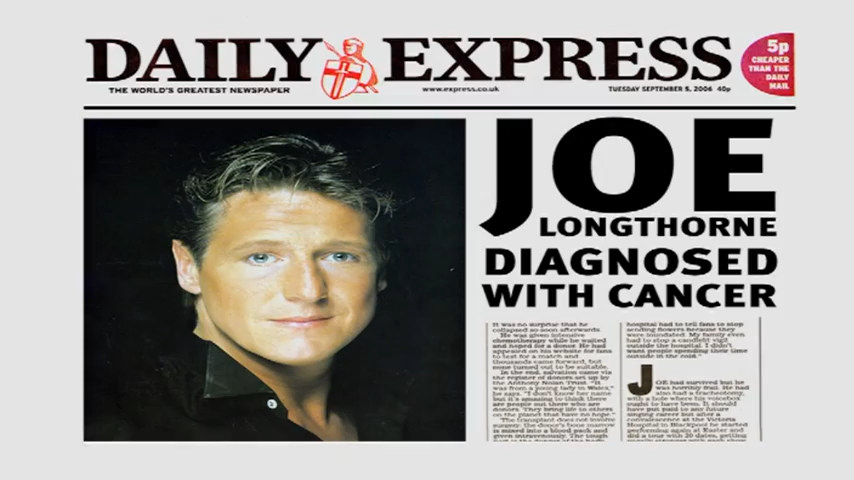 DAILY EXPRESS
5p
CHEAPER
THAN THE
DAILY
MAIL
THE WORLD'S GREATEST NEWSPAPER
www.express.co.uk
TUESDAY SEPTEMBER 5, 2006 40p
JOE
LONGTHORNE
DIAGNOSED
WITH CANCER
It was no surprise that he
collapsed so soon afterwards.
He was given intensive
chemotherapy while he waited
and hoped for a donor. He had
appeared on his website for fans
to test for a match and
thousands came forward, but
none turned out to be suitable.
In the end, salvation came via
the register of donors set up by
the Anthony Nolan Trust. "It
was from a young lady in Wales,"
he says. "I don't know her name
but it's amazing to think there
are people out there who are
donors. They bring life to others
on the planet that have no hope."
The transplant does not involve
surgery: the donor's bone marrow
is mixed into a blood pack and
given intravenously. The tough
hospital had to tell fans to stop
sending flowers because they
were inundated. My family even
had to stop a candlelit vigil
outside the hospital. I didn't
want people spending their time
outside in the cold."
JOE had survived but he
was horribly frail. He had
also had a tracheotomy,
with a hole where his voicebox
ought to have been. It should
have put paid to any future
singing career but after a
convalescence at the Victoria
Hospital in Blackpool he started
performing again at Easter and
did a tour with 20 dates, getting